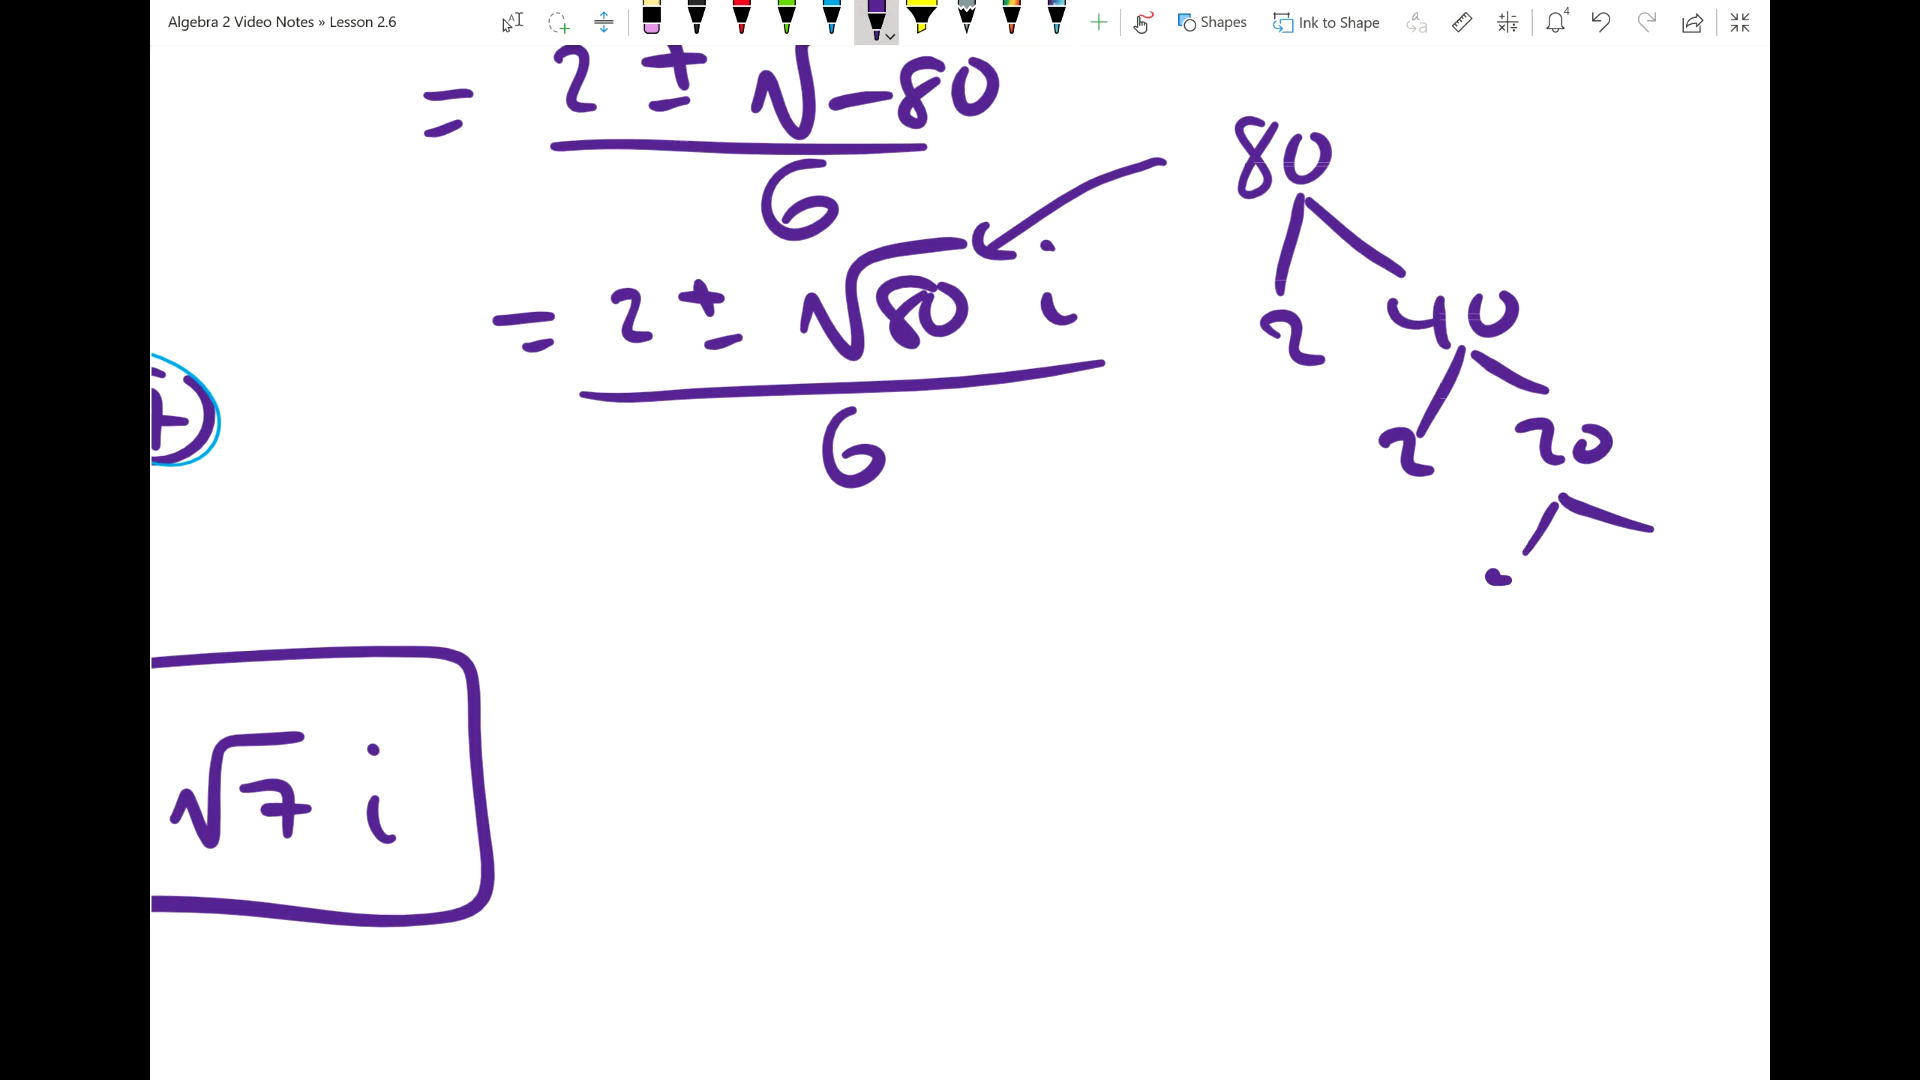 Algebra 2 Video Notes » Lesson 2.6
Shapes
Ink to Shape
4
= 2 ± √-80
6
= 2 ± √80 i
6
80
2 40
2 20
√7 i